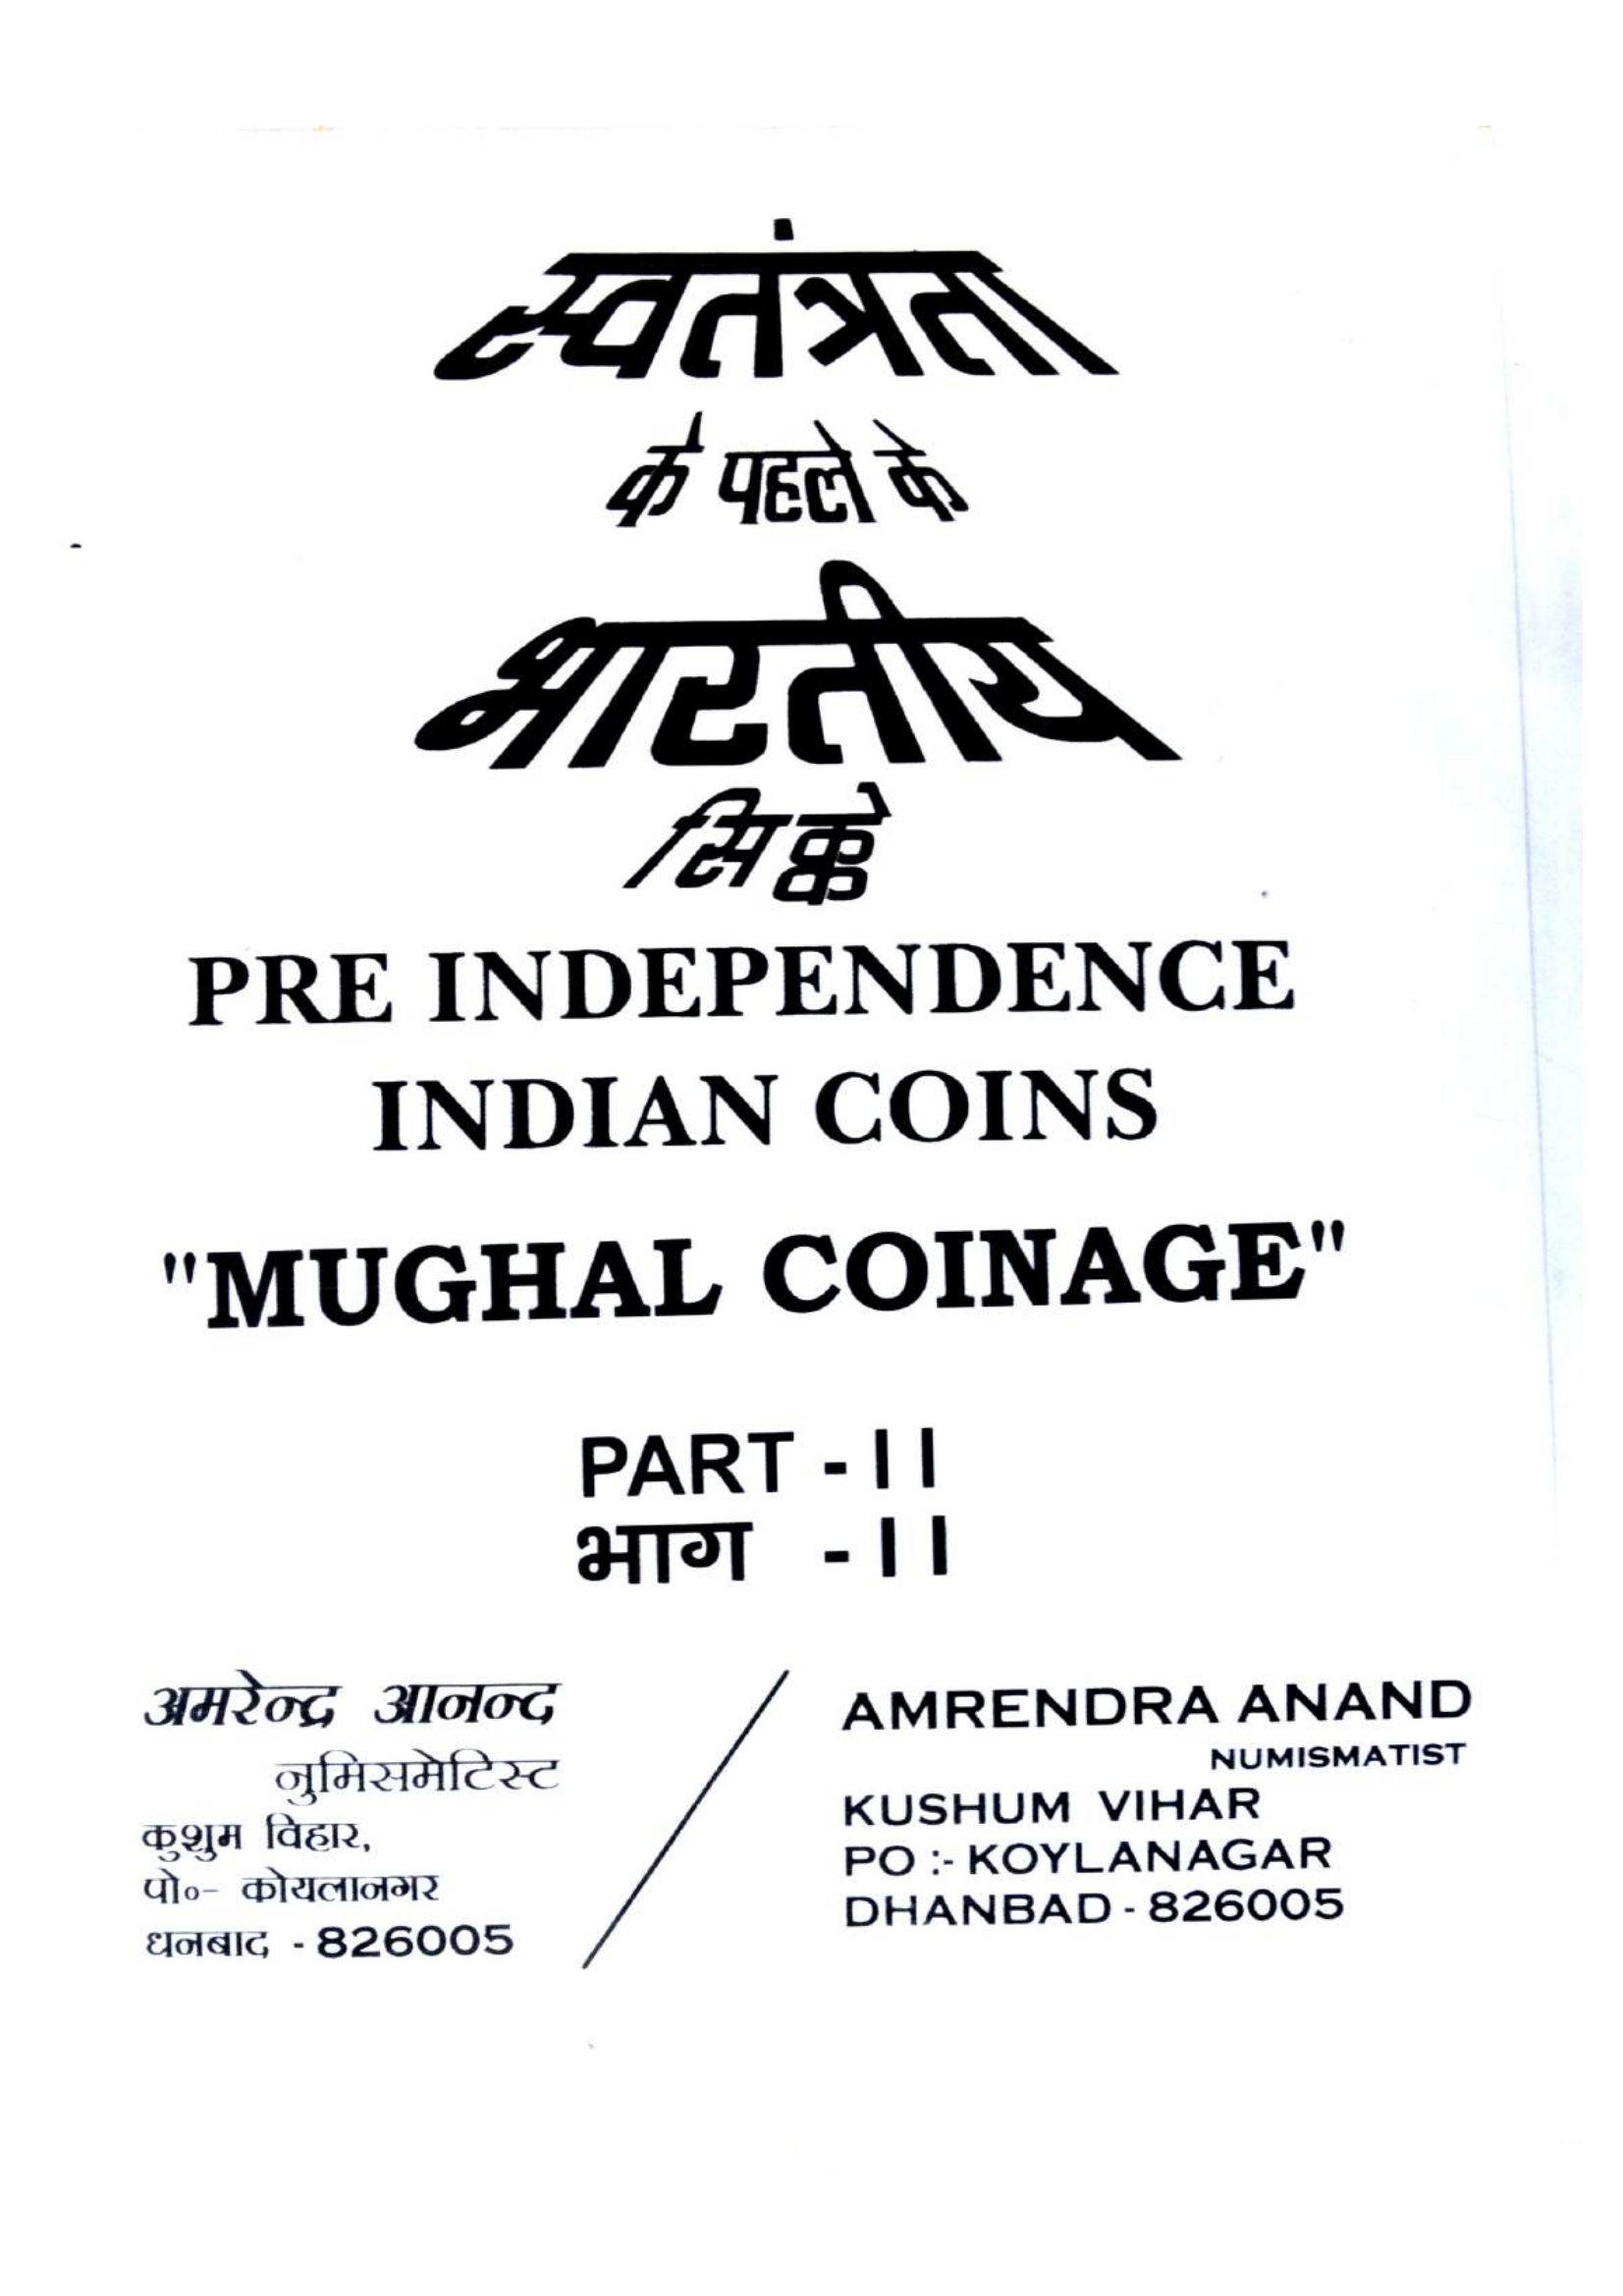 स्वतंत्रता
के पहले के
भारतीय
सिक्के
PRE INDEPENDENCE
INDIAN COINS
"MUGHAL COINAGE"
PART - II
भाग - II
अमरेन्द्र आनन्द
नुमिसमेटिस्ट
कुशुम विहार,
पो०- कोयलानगर
धनबाद - 826005
AMRENDRA ANAND
NUMISMATIST
KUSHUM VIHAR
PO :- KOYLANAGAR
DHANBAD - 826005